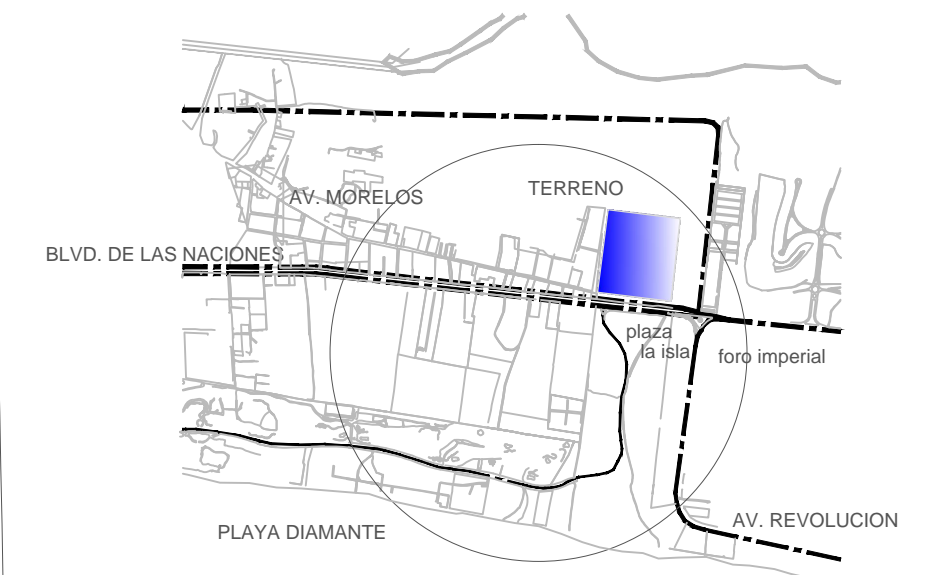 TERRENO
AV. MORELOS
BLVD. DE LAS NACIONES
plaza
la isla
foro imperial
AV. REVOLUCION
PLAYA DIAMANTE